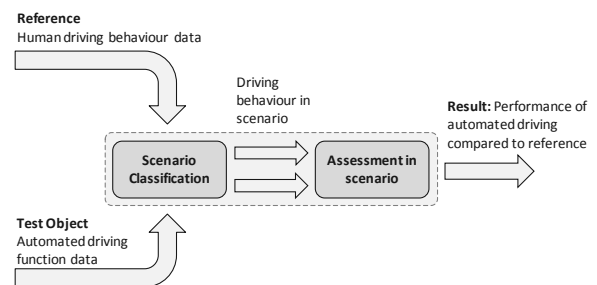 Reference
Human driving behaviour data
Driving
behaviour in
scenario
Result: Performance of
automated driving
compared to reference
Scenario
Classification
Assessment in
scenario
Test Object
Automated driving
function data